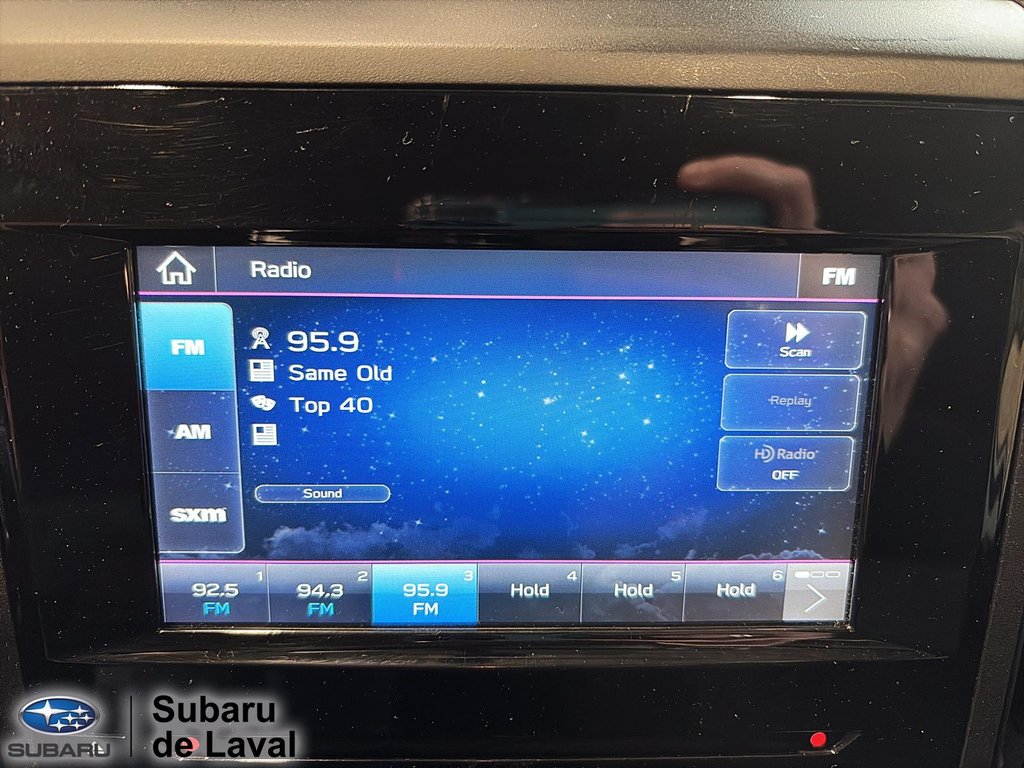 Radio
FM
FM
95.9
Scan
Same Old
Replay
Top 40
AM
HD Radio
OFF
Sound
sxm
1
2
3
4
5
6
92.5
94.3
95.9
Hold
Hold
Hold
FM
FM
FM
Subaru
de Laval
SUBARU